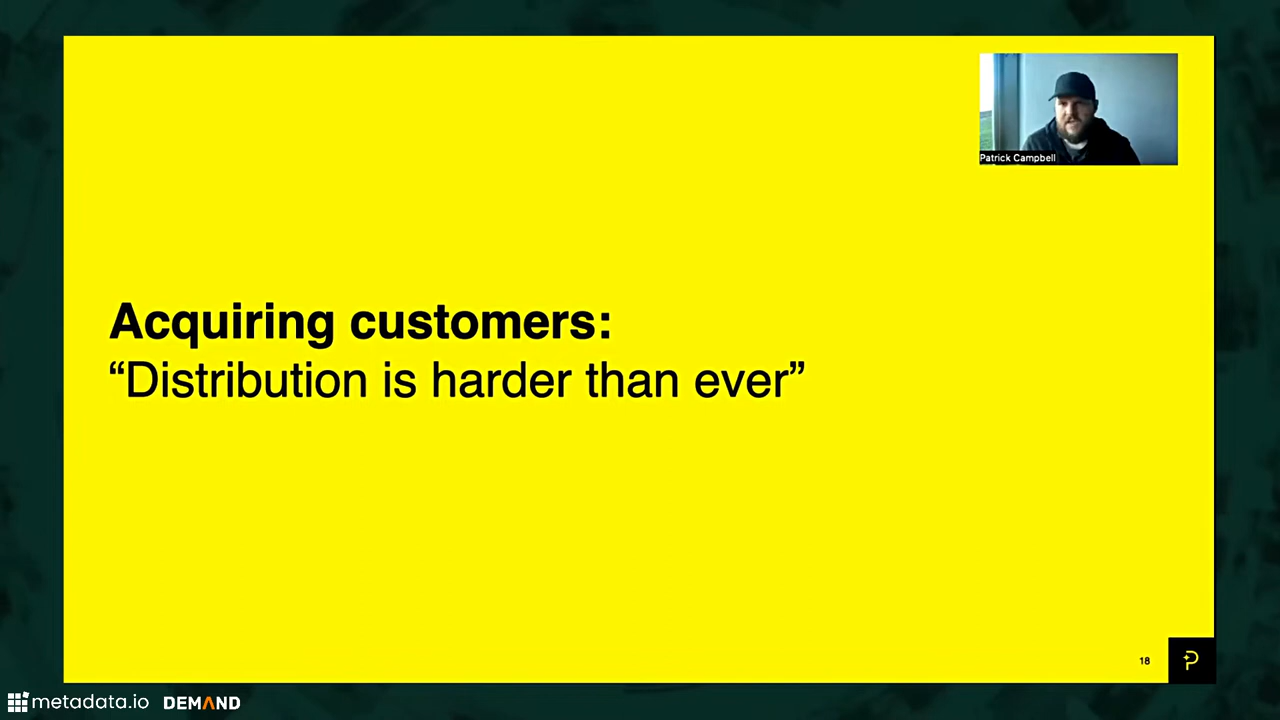 Patrick Campbell
Acquiring customers:
“Distribution is harder than ever”
18
metadata.io DEMAND